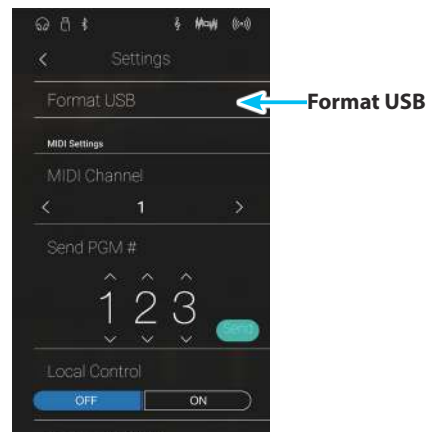 Settings
Format USB
Format USB
MIDI Settings
MIDI Channel
1
Send PGM #
1 2 3
Send
Local Control
OFF ON